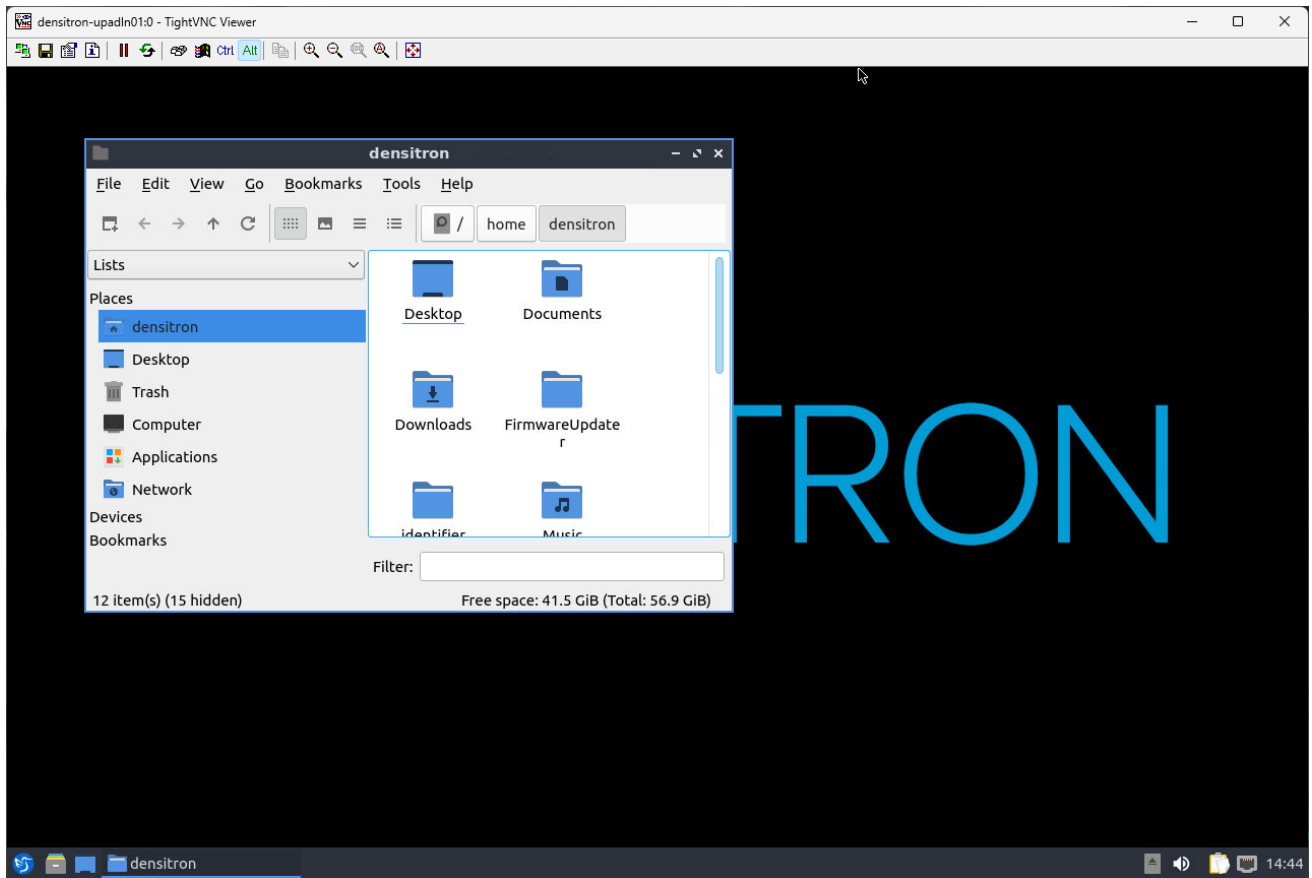 densitron-upadln01:0 - TightVNC Viewer
Ctrl Alt
densitron
File Edit View Go Bookmarks Tools Help
/ home densitron
Lists
Places
densitron
Desktop
Trash
Computer
Applications
Network
Devices
Bookmarks
Desktop Documents
Downloads FirmwareUpdate
r
identifier Music
Filter:
12 item(s) (15 hidden) Free space: 41.5 GiB (Total: 56.9 GiB)
TRON
densitron 14:44